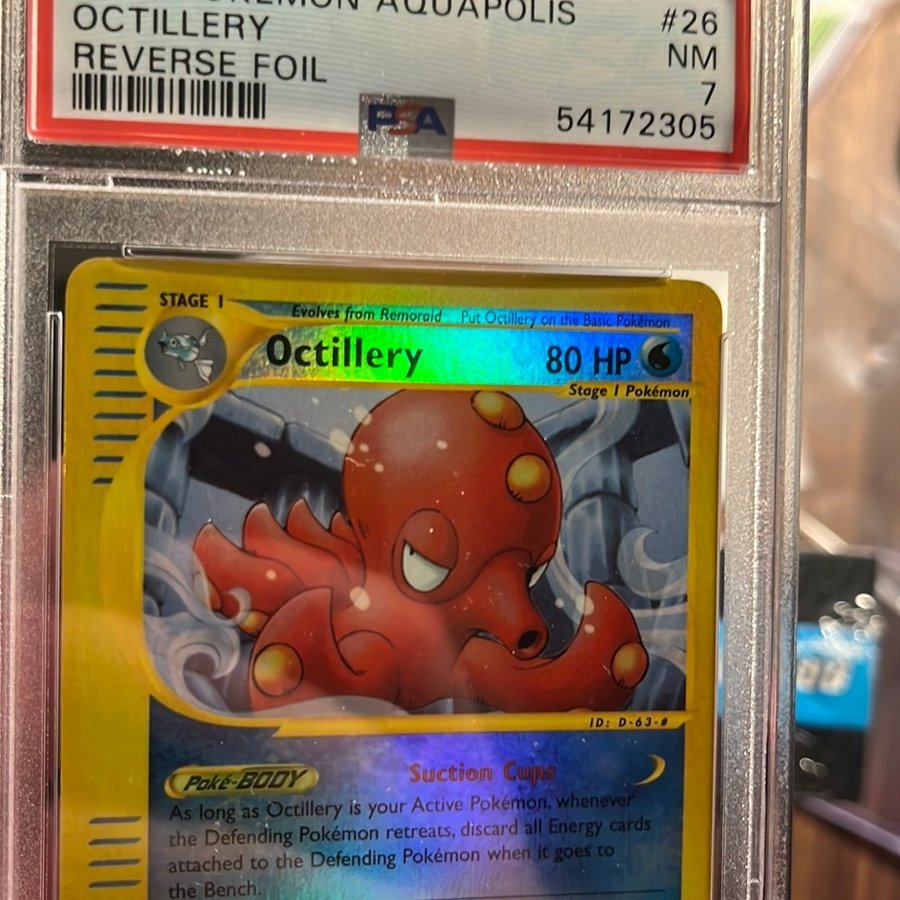 POKEMON AQUAPOLIS #26
OCTILLERY NM
REVERSE FOIL 7
PSA 54172305
STAGE 1
Evolves from Remoraid Put Octillery on the Basic Pokémon
Octillery 80 HP
Stage 1 Pokémon
ID: D-63-#
Poké-BODY Suction Cups
As long as Octillery is your Active Pokémon, whenever
the Defending Pokémon retreats, discard all Energy cards
attached to the Defending Pokémon when it goes to
the Bench.